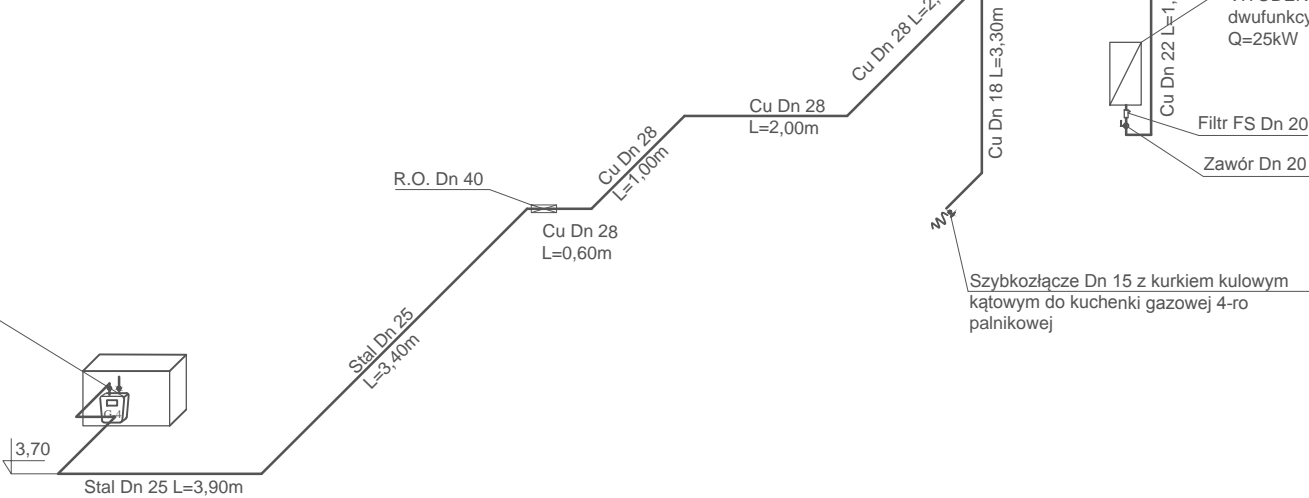 dwufunkcy
Q=25kW
Cu Dn 28 L=2,
Cu Dn 18 L=3,30m
Cu Dn 22 L=1,
Filtr FS Dn 20
Zawór Dn 20
Cu Dn 28
L=2,00m
Cu Dn 28
L=1,00m
R.O. Dn 40
Cu Dn 28
L=0,60m
Szybkozłącze Dn 15 z kurkiem kulowym
kątowym do kuchenki gazowej 4-ro
palnikowej
Stal Dn 25
L=3,40m
G-4
3,70
Stal Dn 25 L=3,90m